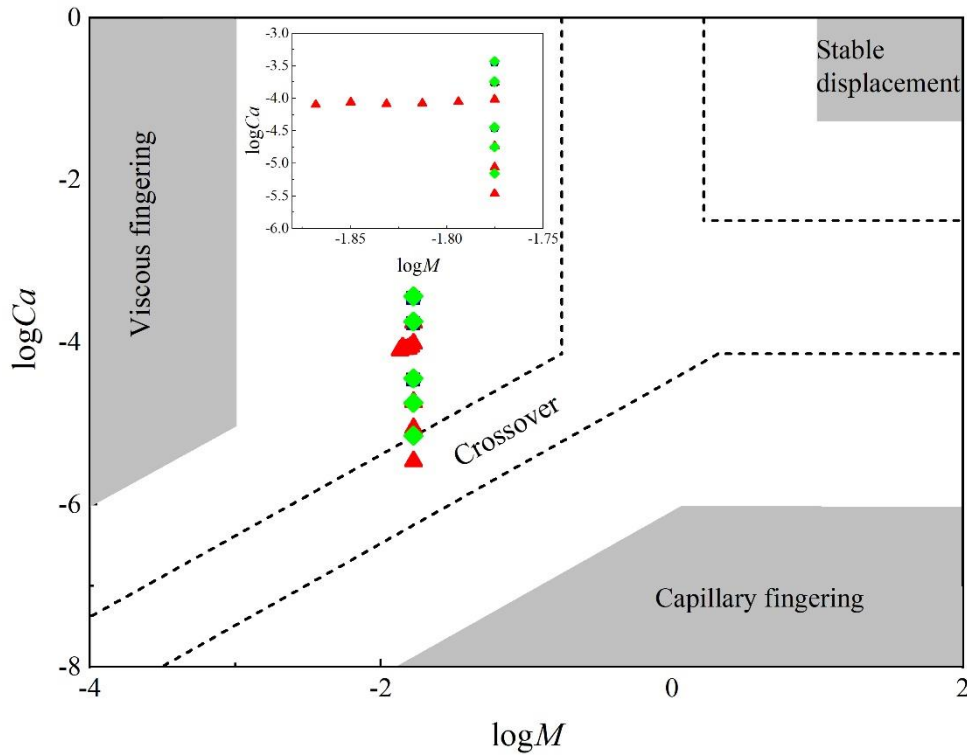 0
-2
-4
-6
-8
-4
-2
0
2
logCa
logM
Viscous fingering
Stable
displacement
Crossover
Capillary fingering
-3.0
-3.5
-4.0
-4.5
-5.0
-5.5
-6.0
-1.85
-1.80
-1.75
logCa
logM